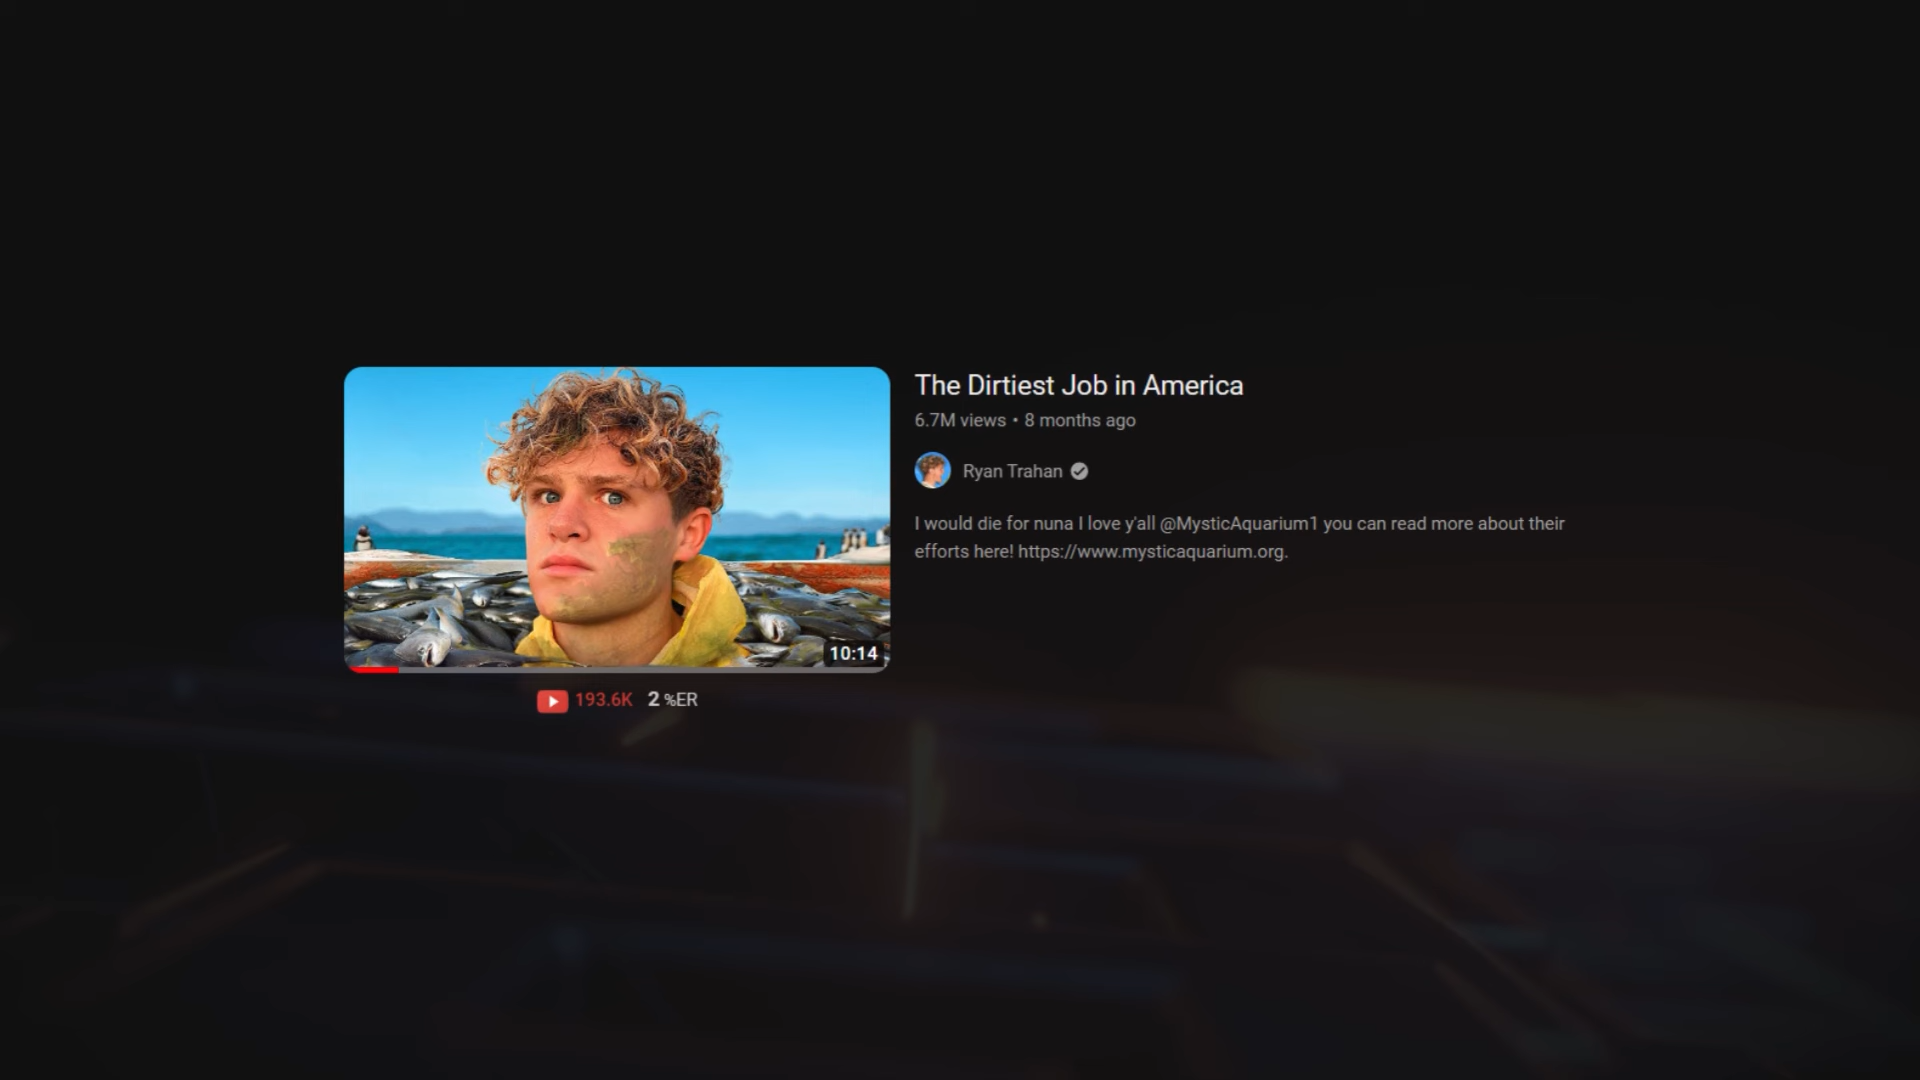 The Dirtiest Job in America
6.7M views • 8 months ago
Ryan Trahan
I would die for nuna I love y'all @MysticAquarium1 you can read more about their
efforts here! https://www.mysticaquarium.org.
10:14
193.6K 2 %ER